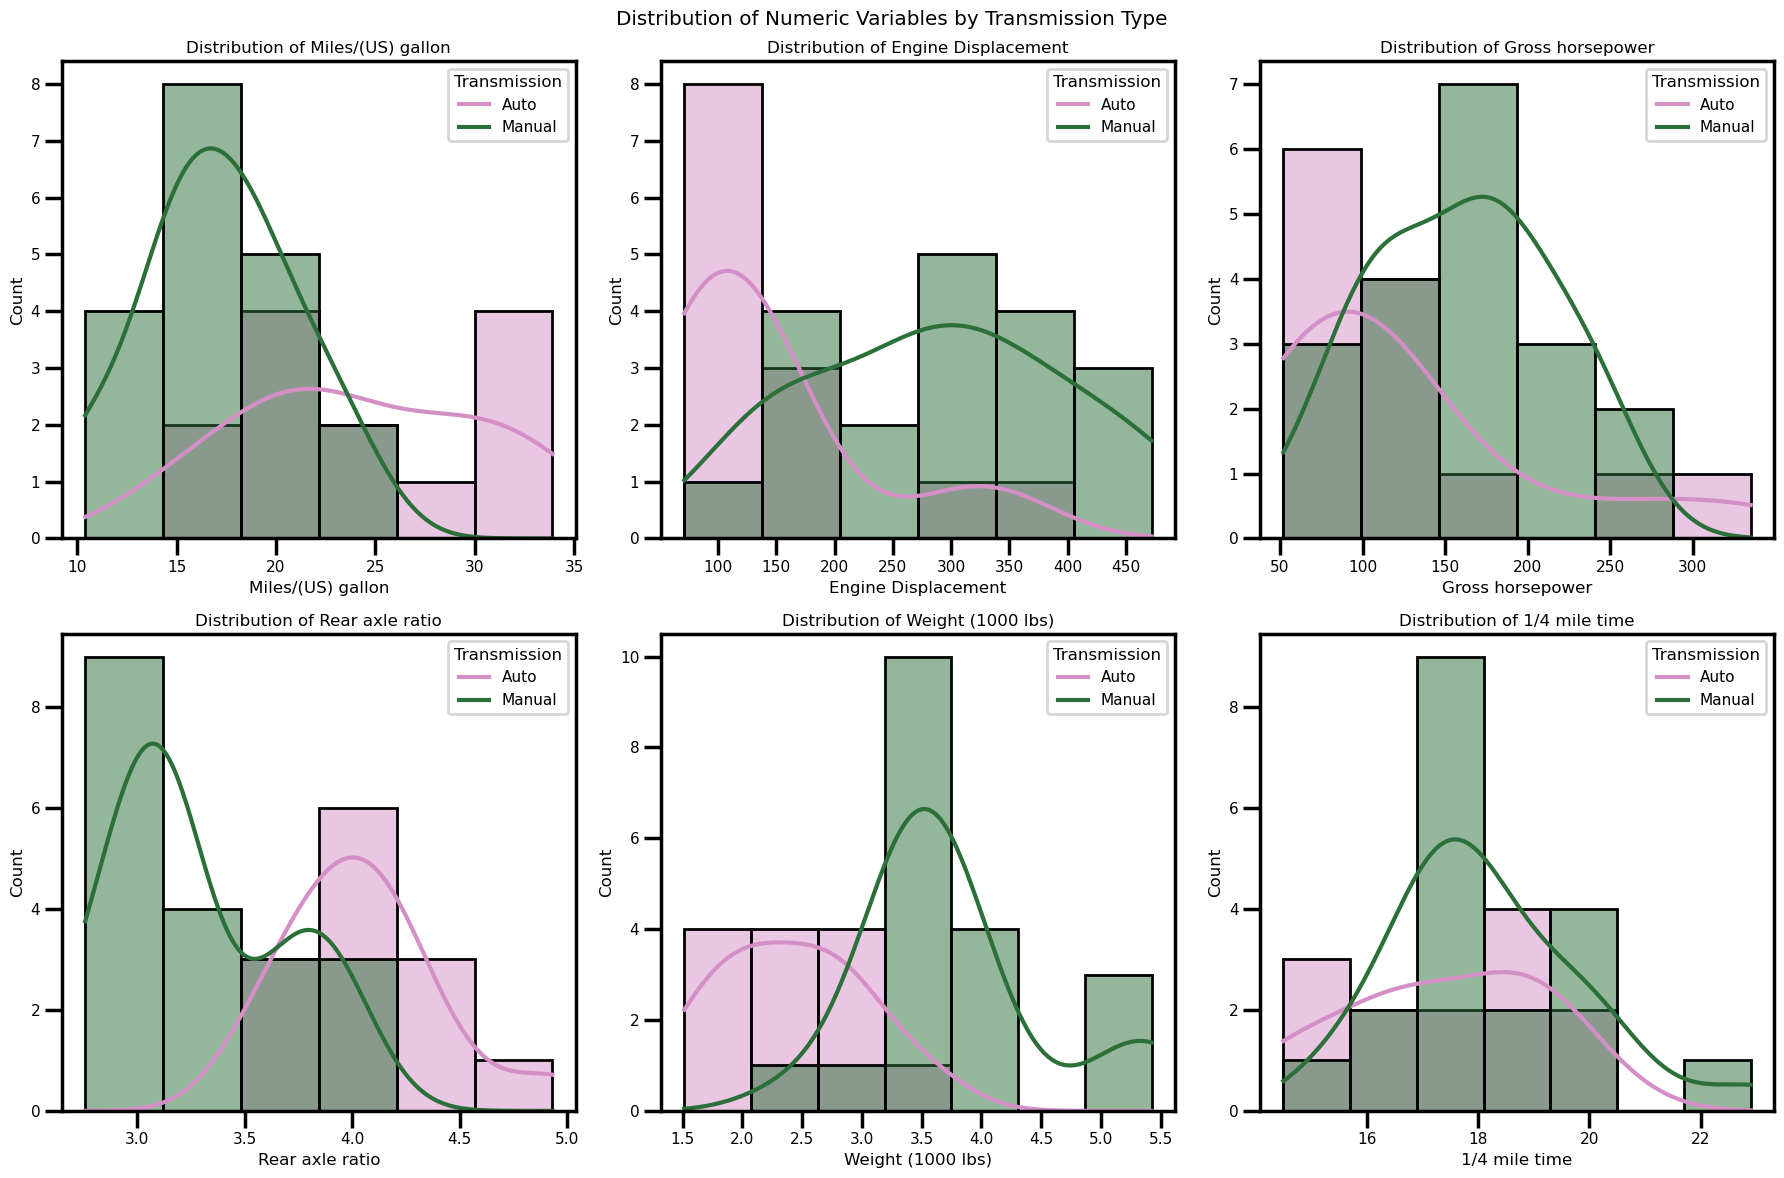 Distribution of Numeric Variables by Transmission Type
Distribution of Miles/(US) gallon
Transmission
Auto
Manual
Count
8
7
6
5
4
3
2
1
0
10 15 20 25 30 35
Miles/(US) gallon
Distribution of Engine Displacement
Transmission
Auto
Manual
Count
8
7
6
5
4
3
2
1
0
100 150 200 250 300 350 400 450
Engine Displacement
Distribution of Gross horsepower
Transmission
Auto
Manual
Count
7
6
5
4
3
2
1
0
50 100 150 200 250 300
Gross horsepower
Distribution of Rear axle ratio
Transmission
Auto
Manual
Count
8
6
4
2
0
3.0 3.5 4.0 4.5 5.0
Rear axle ratio
Distribution of Weight (1000 lbs)
Transmission
Auto
Manual
Count
10
8
6
4
2
0
1.5 2.0 2.5 3.0 3.5 4.0 4.5 5.0 5.5
Weight (1000 lbs)
Distribution of 1/4 mile time
Transmission
Auto
Manual
Count
8
6
4
2
0
16 18 20 22
1/4 mile time